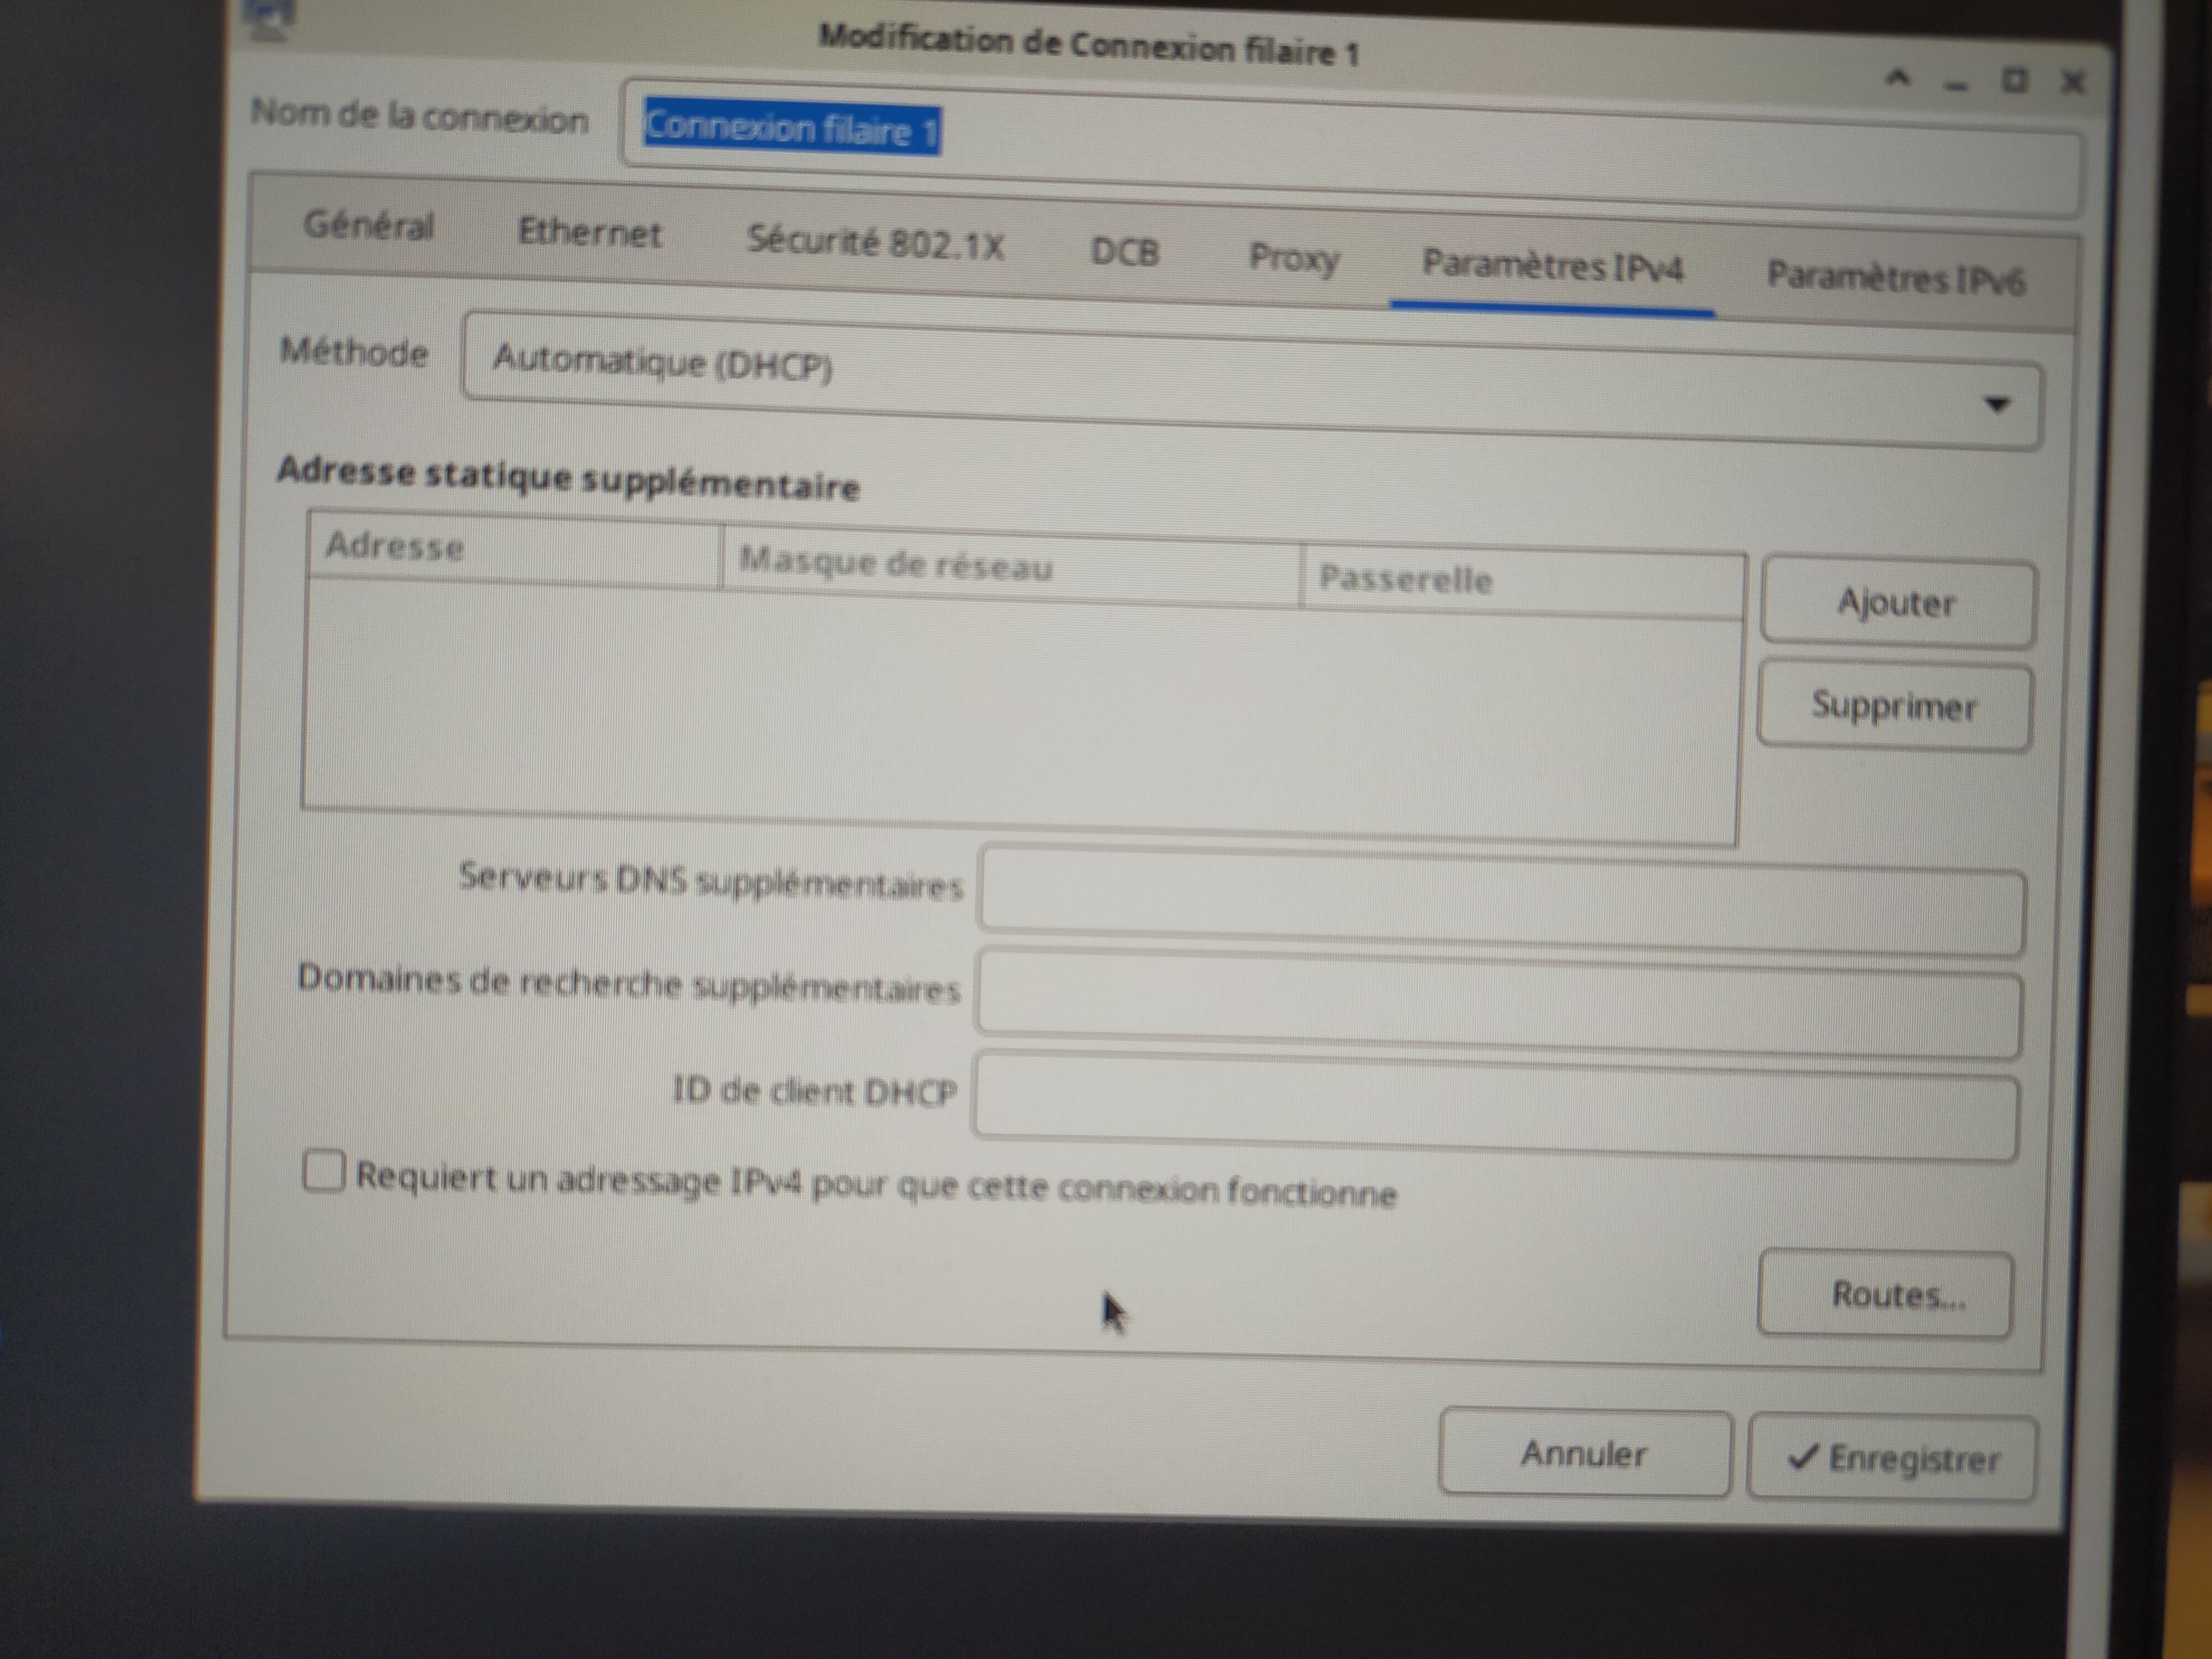 Modification de Connexion filaire 1
Nom de la connexion Connexion filaire 1
Général Ethernet Sécurité 802.1X DCB Proxy Paramètres IPv4 Paramètres IPv6
Méthode Automatique (DHCP)
Adresse statique supplémentaire
Adresse Masque de réseau Passerelle
Ajouter
Supprimer
Serveurs DNS supplémentaires
Domaines de recherche supplémentaires
ID de client DHCP
Requiert un adressage IPv4 pour que cette connexion fonctionne
Routes...
Annuler Enregistrer